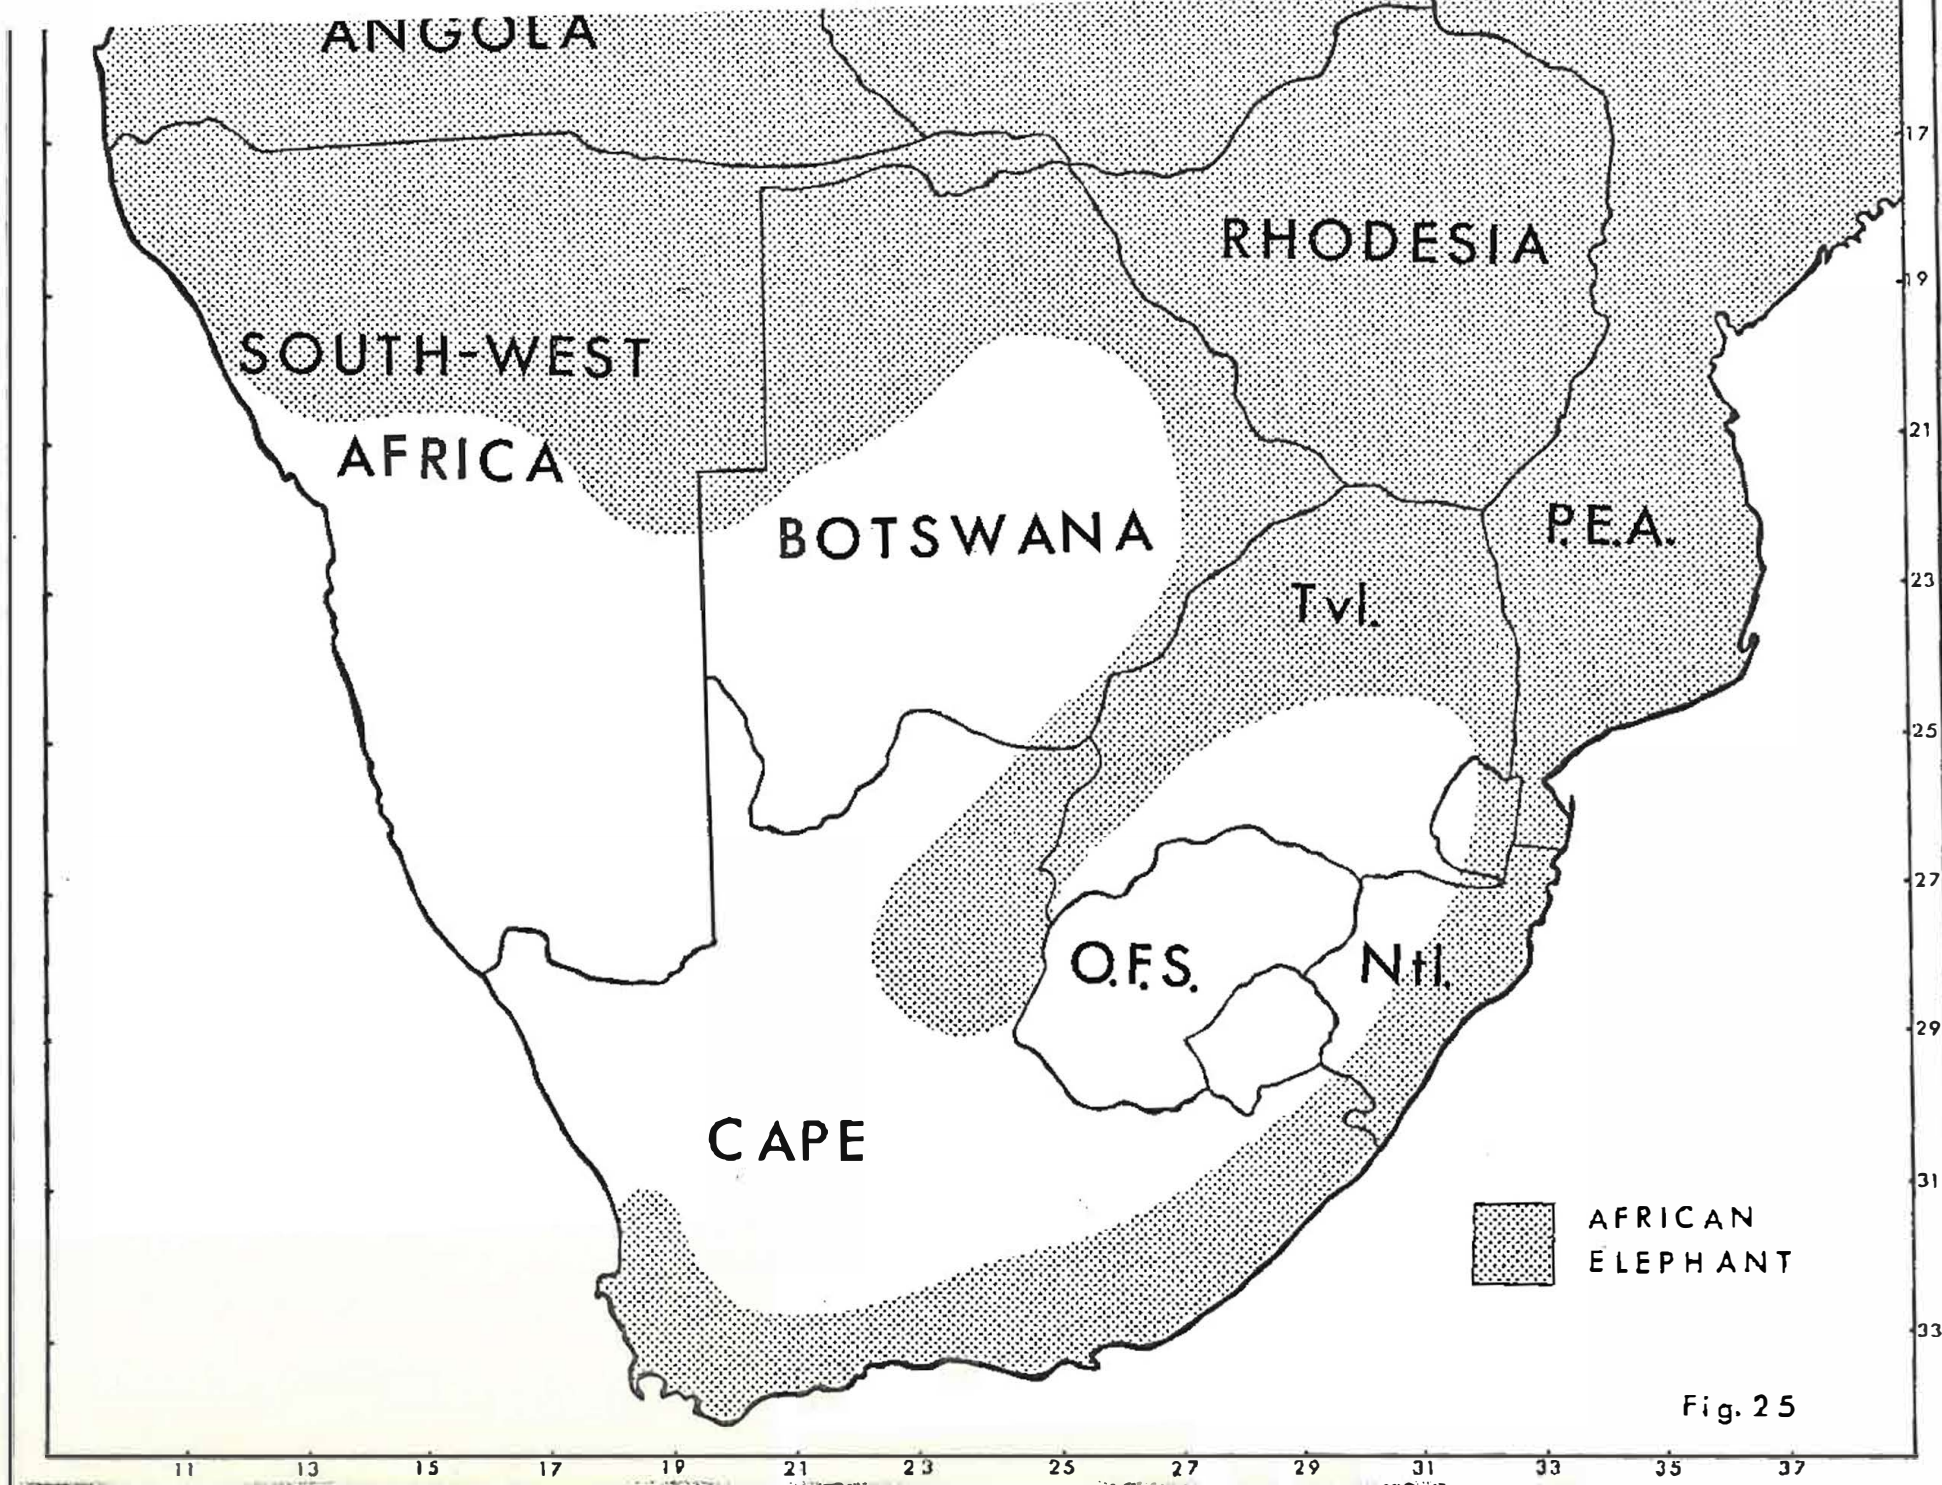 ANGOLA
17
RHODESIA
19
SOUTH-WEST
21
AFRICA
BOTSWANA
P.E.A.
23
Tvl.
25
27
O.F.S.
Ntl.
29
CAPE
31
AFRICAN
ELEPHANT
33
Fig. 25
11 13 15 17 19 21 23 25 27 29 31 33 35 37